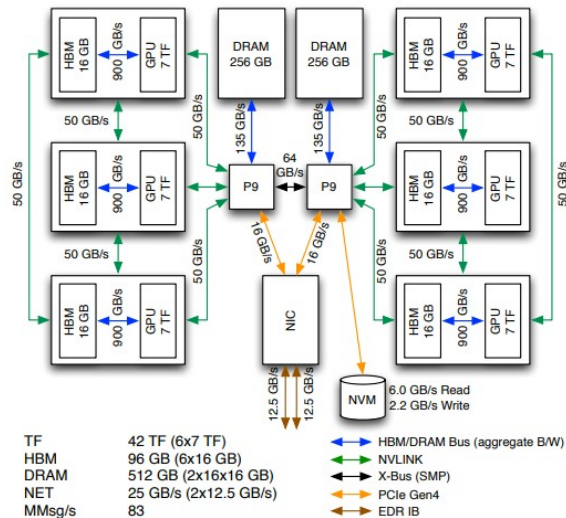 HBM
16 GB
900 GB/s
GPU
7 TF
DRAM
256 GB
DRAM
256 GB
HBM
16 GB
900 GB/s
GPU
7 TF
50 GB/s
50 GB/s
135 GB/s
135 GB/s
50 GB/s
50 GB/s
50 GB/s
HBM
16 GB
900 GB/s
GPU
7 TF
P9
64
GB/s
P9
HBM
16 GB
900 GB/s
GPU
7 TF
50 GB/s
50 GB/s
50 GB/s
16 GB/s
16 GB/s
50 GB/s
50 GB/s
HBM
16 GB
900 GB/s
GPU
7 TF
NIC
HBM
16 GB
900 GB/s
GPU
7 TF
12.5 GB/s
12.5 GB/s
NVM
6.0 GB/s Read
2.2 GB/s Write
TF 42 TF (6x7 TF)
HBM 96 GB (6x16 GB)
DRAM 512 GB (2x16x16 GB)
NET 25 GB/s (2x12.5 GB/s)
MMsg/s 83
HBM/DRAM Bus (aggregate B/W)
NVLINK
X-Bus (SMP)
PCIe Gen4
EDR IB